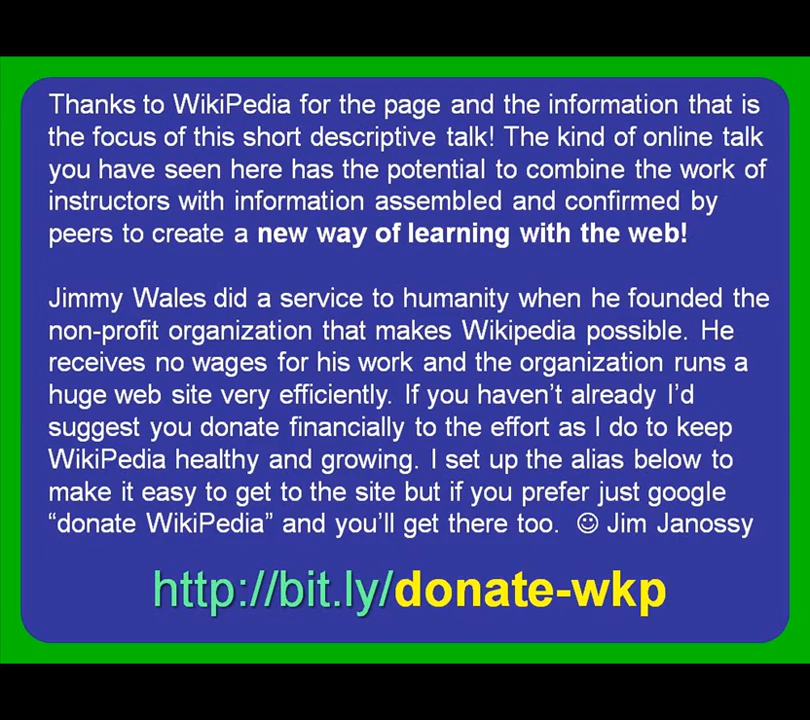 Thanks to WikiPedia for the page and the information that is
the focus of this short descriptive talk! The kind of online talk
you have seen here has the potential to combine the work of
instructors with information assembled and confirmed by
peers to create a new way of learning with the web!
Jimmy Wales did a service to humanity when he founded the
non-profit organization that makes Wikipedia possible. He
receives no wages for his work and the organization runs a
huge web site very efficiently. If you haven’t already I’d
suggest you donate financially to the effort as I do to keep
WikiPedia healthy and growing. I set up the alias below to
make it easy to get to the site but if you prefer just google
“donate WikiPedia” and you’ll get there too. ☺ Jim Janossy
http://bit.ly/donate-wkp